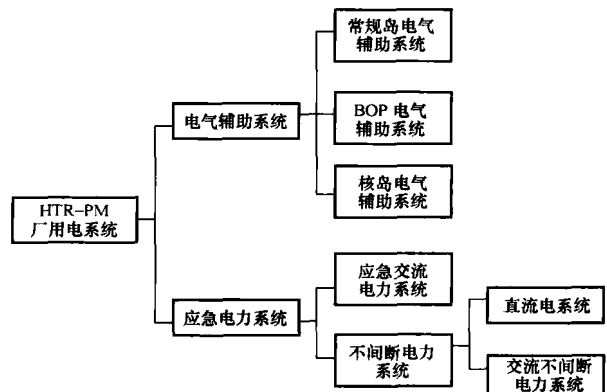 常规岛电气
辅助系统
电气辅助系统
BOP 电气
辅助系统
核岛电气
辅助系统
HTR-PM
厂用电系统
应急交流
电力系统
应急电力系统
直流电系统
不间断电力
系统
交流不间断
电力系统